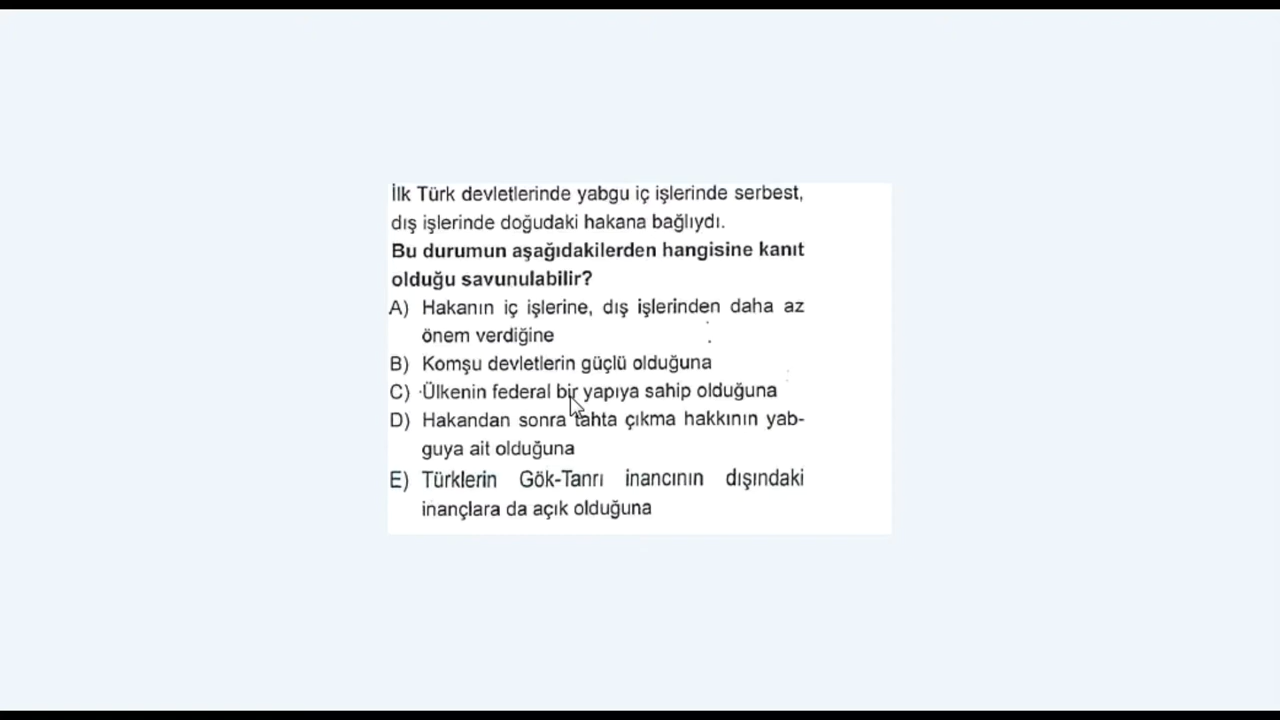 İlk Türk devletlerinde yabgu iç işlerinde serbest,
dış işlerinde doğudaki hakana bağlıydı.
Bu durumun aşağıdakilerden hangisine kanıt
olduğu savunulabilir?
A) Hakanın iç işlerine, dış işlerinden daha az
önem verdiğine
B) Komşu devletlerin güçlü olduğuna
C) Ülkenin federal bir yapıya sahip olduğuna
D) Hakandan sonra tahta çıkma hakkının yab-
guya ait olduğuna
E) Türklerin Gök-Tanrı inancının dışındaki
inançlara da açık olduğuna